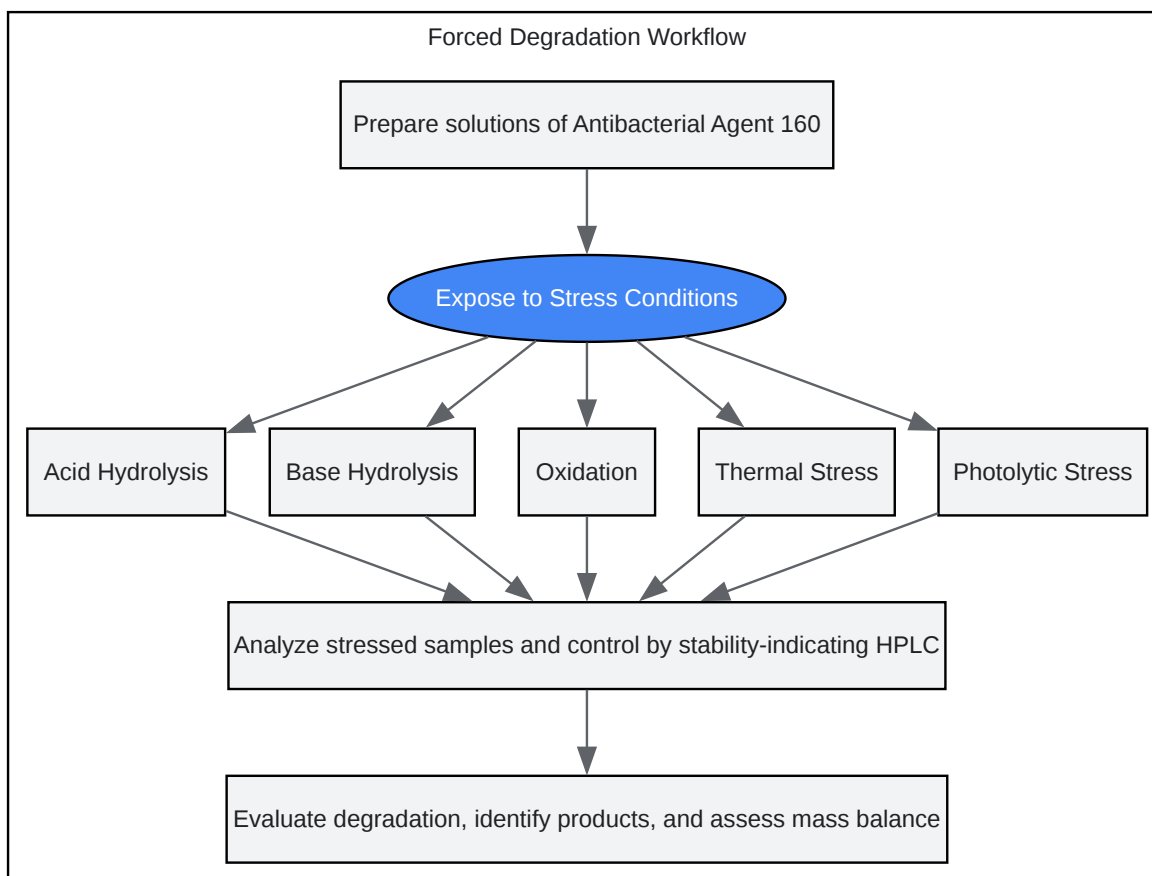 Forced Degradation Workflow
Prepare solutions of Antibacterial Agent 160
Expose to Stress Conditions
Acid Hydrolysis
Base Hydrolysis
Oxidation
Thermal Stress
Photolytic Stress
Analyze stressed samples and control by stability-indicating HPLC
Evaluate degradation, identify products, and assess mass balance